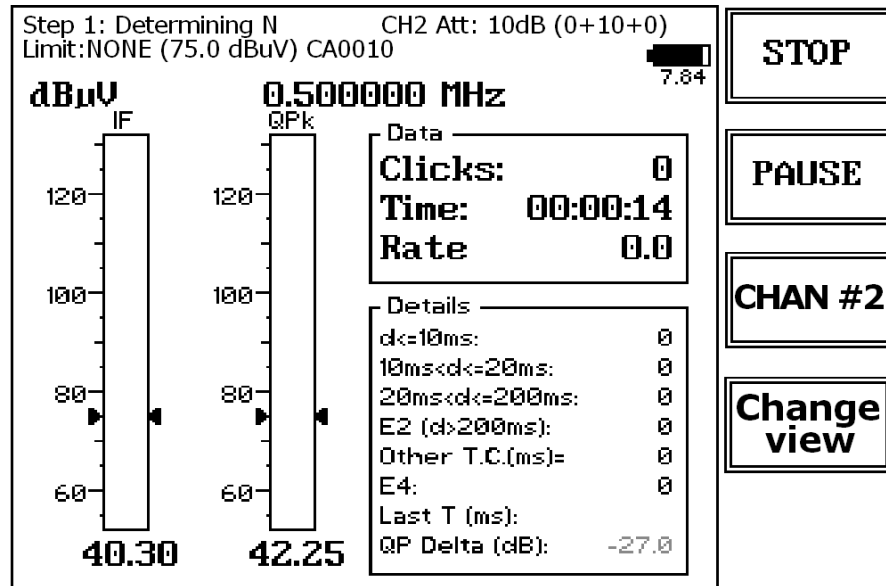 Step 1: Determining N CH2 Att: 10dB (0+10+0)
Limit:NONE (75.0 dBuV) CA0010
7.84
dBµV 0.500000 MHz
IF QPk
120 120
100 100
80 80
60 60
40.30 42.25
Data
Clicks: 0
Time: 00:00:14
Rate 0.0
Details
d<=10ms: 0
10ms<d<=20ms: 0
20ms<d<=200ms: 0
E2 (d>200ms): 0
Other T.C.(ms)= 0
E4: 0
Last T (ms):
QP Delta (dB): -27.0
STOP
PAUSE
CHAN #2
Change
view